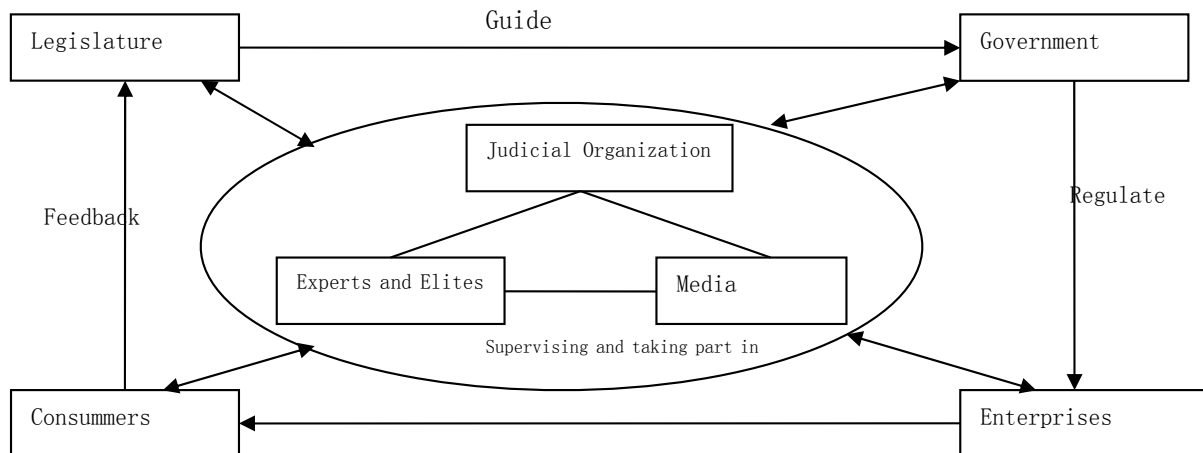 Guide
Legislature
Government
Judicial Organization
Feedback
Regulate
Experts and Elites
Media
Supervising and taking part in
Consummers
Enterprises